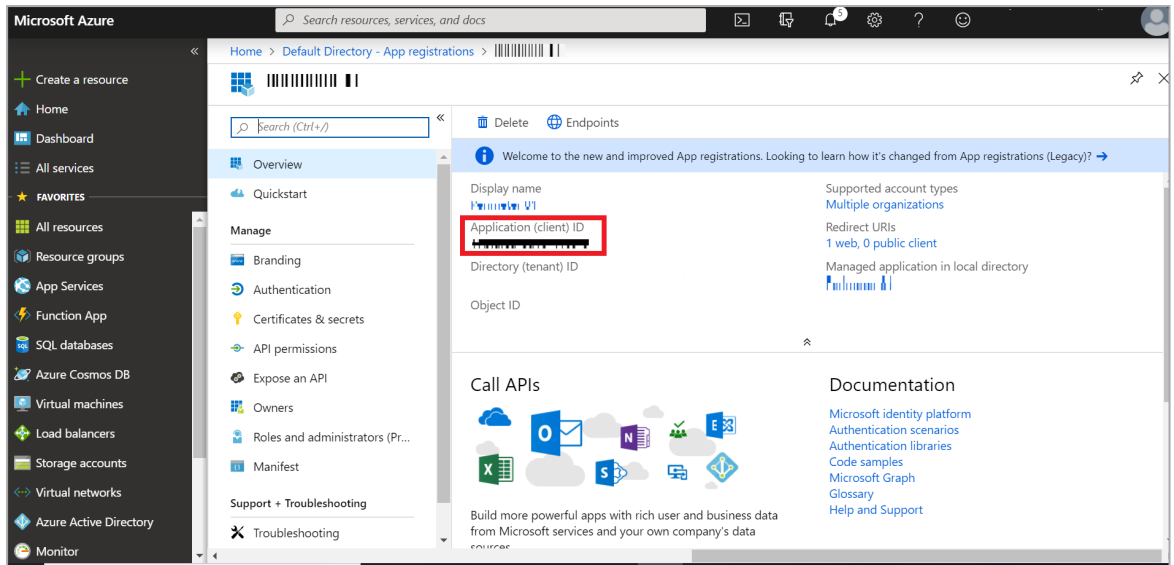 Microsoft Azure
Search resources, services, and docs
5
Home > Default Directory - App registrations >
Create a resource
Home
Dashboard
All services
FAVORITES
All resources
Resource groups
App Services
Function App
SQL databases
Azure Cosmos DB
Virtual machines
Load balancers
Storage accounts
Virtual networks
Azure Active Directory
Monitor
Search (Ctrl+/)
Overview
Quickstart
Manage
Branding
Authentication
Certificates & secrets
API permissions
Expose an API
Owners
Roles and administrators (Pr...
Manifest
Support + Troubleshooting
Troubleshooting
Delete
Endpoints
Welcome to the new and improved App registrations. Looking to learn how it's changed from App registrations (Legacy)?
Display name
Application (client) ID
Directory (tenant) ID
Object ID
Supported account types
Multiple organizations
Redirect URIs
1 web, 0 public client
Managed application in local directory
Call APIs
Build more powerful apps with rich user and business data
from Microsoft services and your own company's data
sources
Documentation
Microsoft identity platform
Authentication scenarios
Authentication libraries
Code samples
Microsoft Graph
Glossary
Help and Support